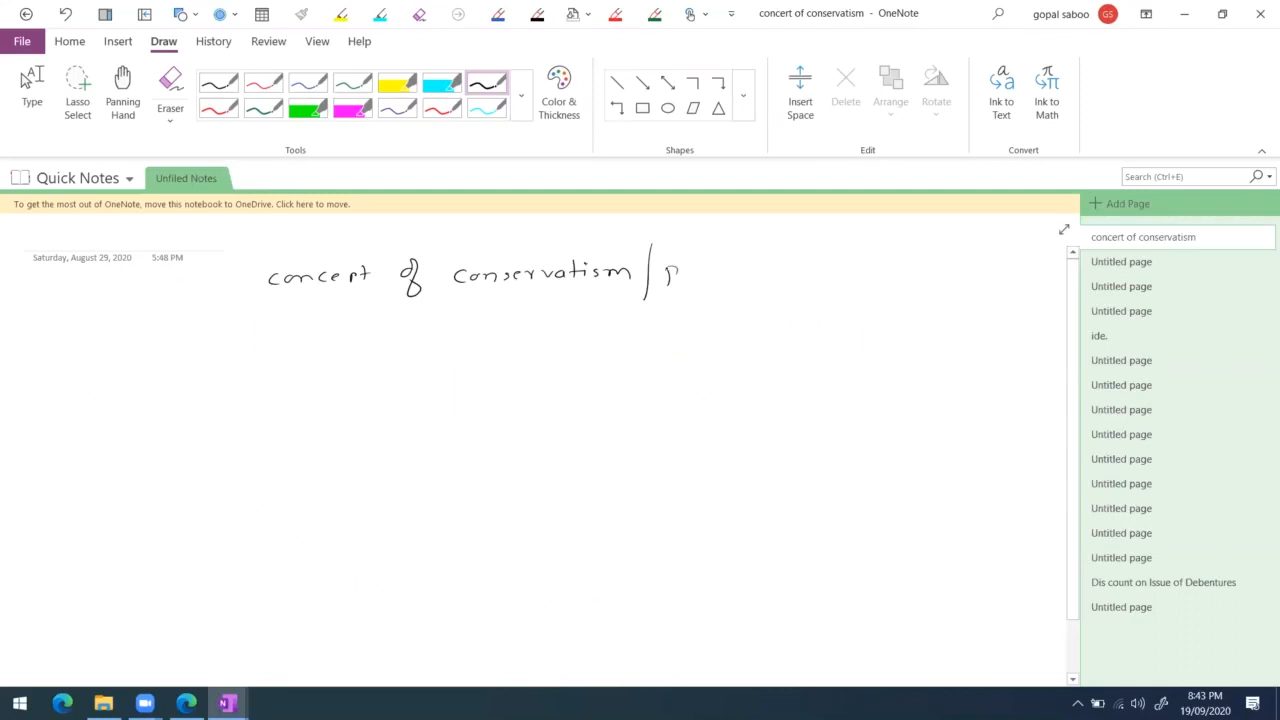 concert of conservatism - OneNote
gopal saboo
GS
File Home Insert Draw History Review View Help
Type
Lasso Select
Panning Hand
Eraser
Color & Thickness
Insert Space
Delete
Arrange
Rotate
Ink to Text
Ink to Math
Tools Shapes Edit Convert
Quick Notes
Unfiled Notes
Search (Ctrl+E)
To get the most out of OneNote, move this notebook to OneDrive. Click here to move.
Add Page
Saturday, August 29, 2020 5:48 PM
concept of conservatism /
concert of conservatism
Untitled page
Untitled page
Untitled page
ide.
Untitled page
Untitled page
Untitled page
Untitled page
Untitled page
Untitled page
Untitled page
Untitled page
Untitled page
Dis count on Issue of Debentures
Untitled page
8:43 PM
19/09/2020